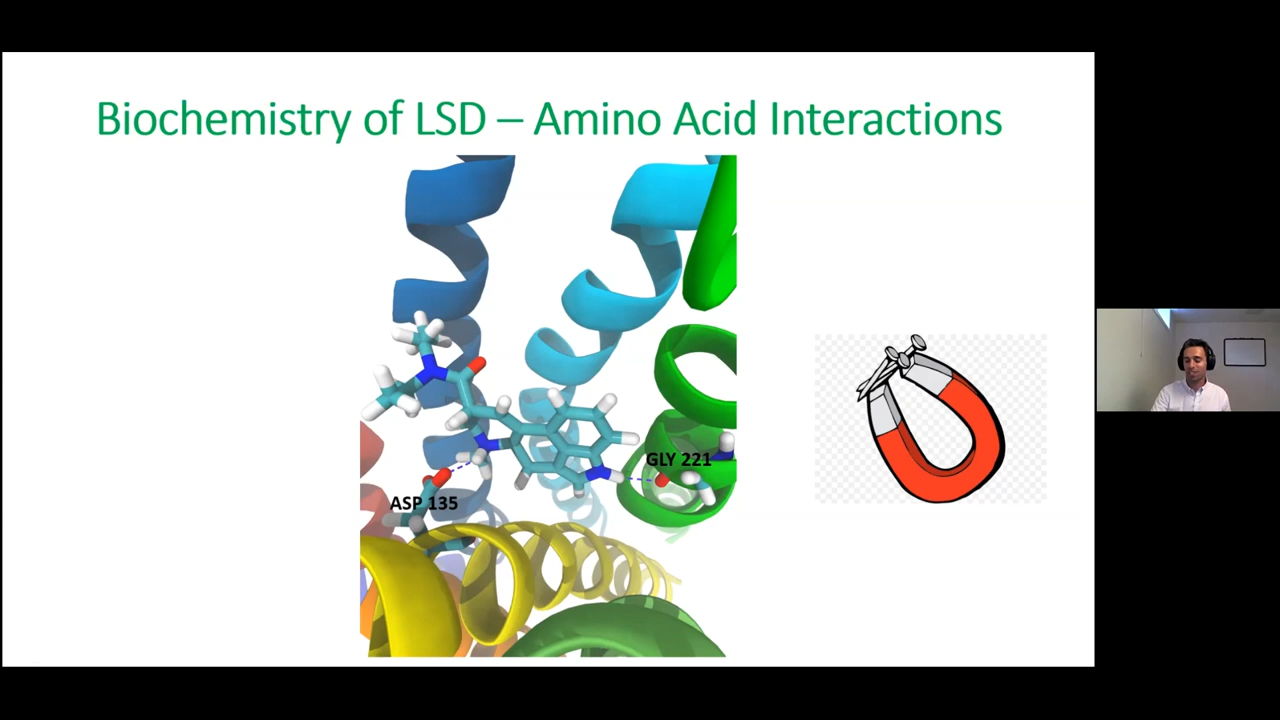 Biochemistry of LSD – Amino Acid Interactions
GLY 221
ASP 135